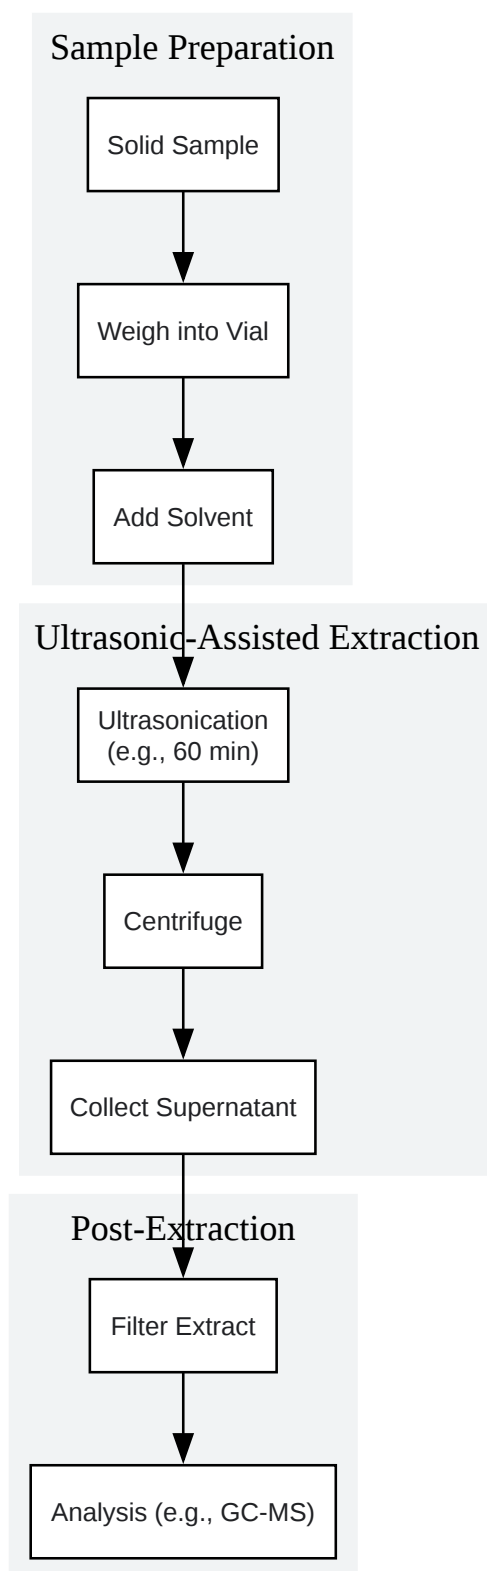 Sample Preparation
Solid Sample
Weigh into Vial
Add Solvent
Ultrasonic-Assisted Extraction
Ultrasonication
(e.g., 60 min)
Centrifuge
Collect Supernatant
Post-Extraction
Filter Extract
Analysis (e.g., GC-MS)